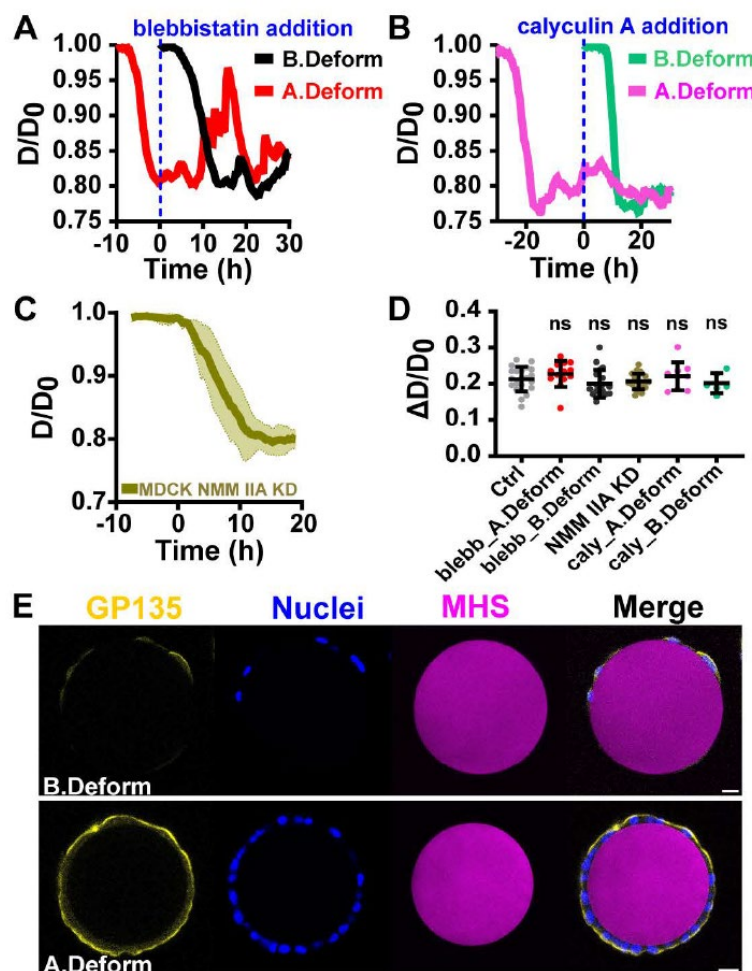 A
blebbistatin addition
B.Deform
A.Deform
D/D0
1.00
0.95
0.90
0.85
0.80
0.75
-10 0 10 20 30
Time (h)
B
calyculin A addition
B.Deform
A.Deform
D/D0
1.00
0.95
0.90
0.85
0.80
0.75
-20 0 20
Time (h)
C
D/D0
1.0
0.9
0.8
0.7
MDCK NMM IIA KD
-10 0 10 20
Time (h)
D
ΔD/D0
0.4
0.3
0.2
0.1
0.0
ns ns ns ns ns
Ctrl
blebb_A.Deform
blebb_B.Deform
NMM IIA KD
caly_A.Deform
caly_B.Deform
E
GP135 Nuclei MHS Merge
B.Deform
A.Deform